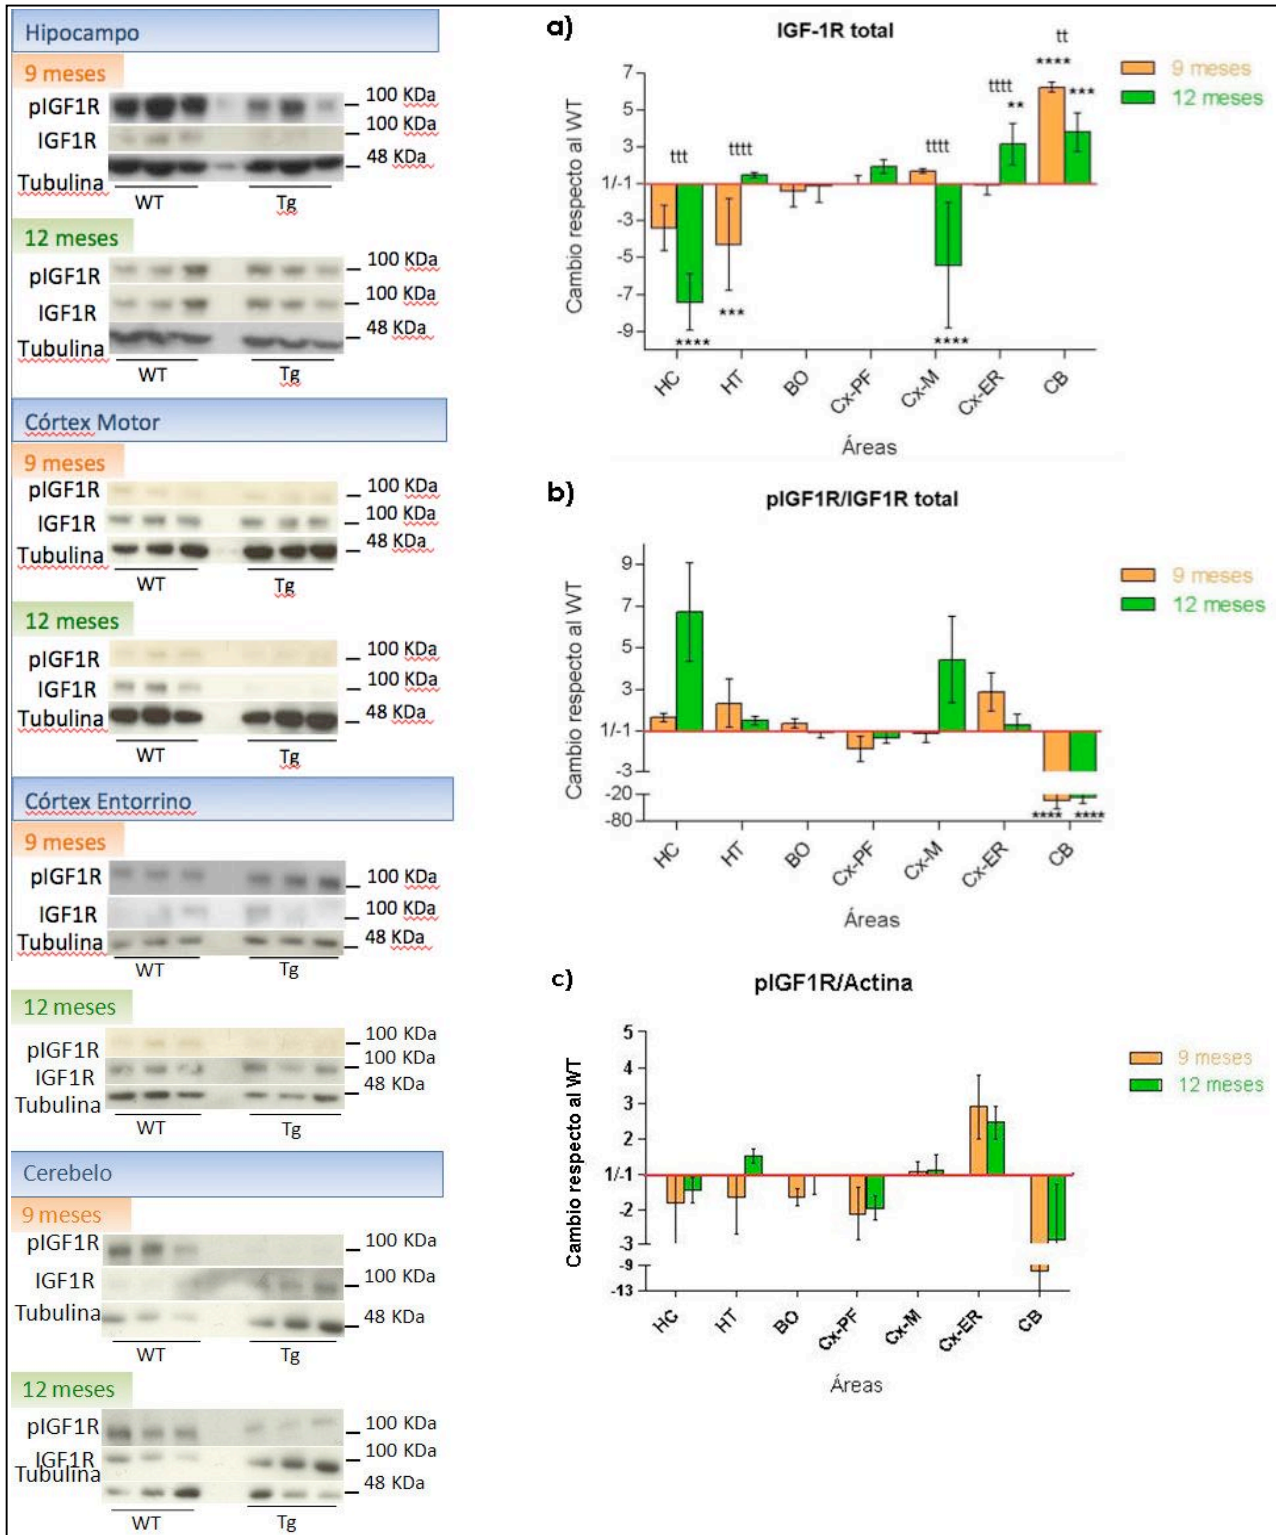 Hipocampo
9 meses
pIGF1R
100 KDa
IGF1R
100 KDa
Tubulina
48 KDa
WT
Tg
12 meses
pIGF1R
100 KDa
IGF1R
100 KDa
Tubulina
48 KDa
WT
Tg
Córtex Motor
9 meses
pIGF1R
100 KDa
IGF1R
100 KDa
Tubulina
48 KDa
WT
Tg
12 meses
pIGF1R
100 KDa
IGF1R
100 KDa
Tubulina
48 KDa
WT
Tg
Córtex Entorrino
9 meses
pIGF1R
100 KDa
IGF1R
100 KDa
Tubulina
48 KDa
WT
Tg
12 meses
pIGF1R
100 KDa
IGF1R
100 KDa
Tubulina
48 KDa
WT
Tg
Cerebelo
9 meses
pIGF1R
100 KDa
IGF1R
100 KDa
Tubulina
48 KDa
WT
Tg
12 meses
pIGF1R
100 KDa
IGF1R
100 KDa
Tubulina
48 KDa
WT
Tg
a)
IGF-1R total
9 meses
12 meses
Cambio respecto al WT
7
5
3
1/-1
-3
-5
-7
-9
ttt
****
tttt
***
tttt
****
tttt
**
tt
****
***
HC
HT
BO
Cx-PF
Cx-M
Cx-ER
CB
Áreas
b)
pIGF1R/IGF1R total
9 meses
12 meses
Cambio respecto al WT
9
7
5
3
1/-1
-3
-20
-80
****
****
HC
HT
BO
Cx-PF
Cx-M
Cx-ER
CB
Áreas
c)
pIGF1R/Actina
9 meses
12 meses
Cambio respecto al WT
5
4
3
2
1/-1
-2
-3
-9
-13
HC
HT
BO
Cx-PF
Cx-M
Cx-ER
CB
Áreas